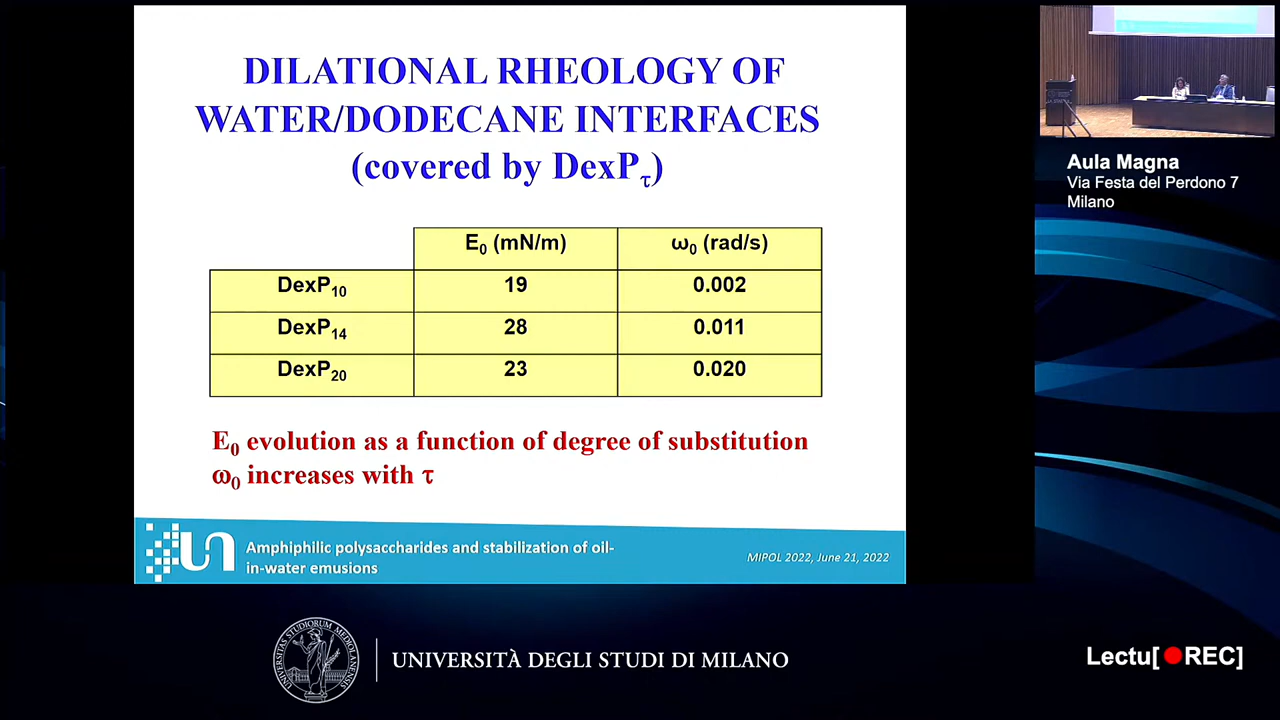 DILATIONAL RHEOLOGY OF
WATER/DODECANE INTERFACES
(covered by DexPτ)
E0 (mN/m) ω0 (rad/s)
DexP10 19 0.002
DexP14 28 0.011
DexP20 23 0.020
E0 evolution as a function of degree of substitution
ω0 increases with τ
Amphiphilic polysaccharides and stabilization of oil-
in-water emusions
MIPOL 2022, June 21, 2022
Aula Magna
Via Festa del Perdono 7
Milano
UNIVERSITAS STUDIORUM MEDIOLANENSIS
UNIVERSITÀ DEGLI STUDI DI MILANO
Lectu[ REC]